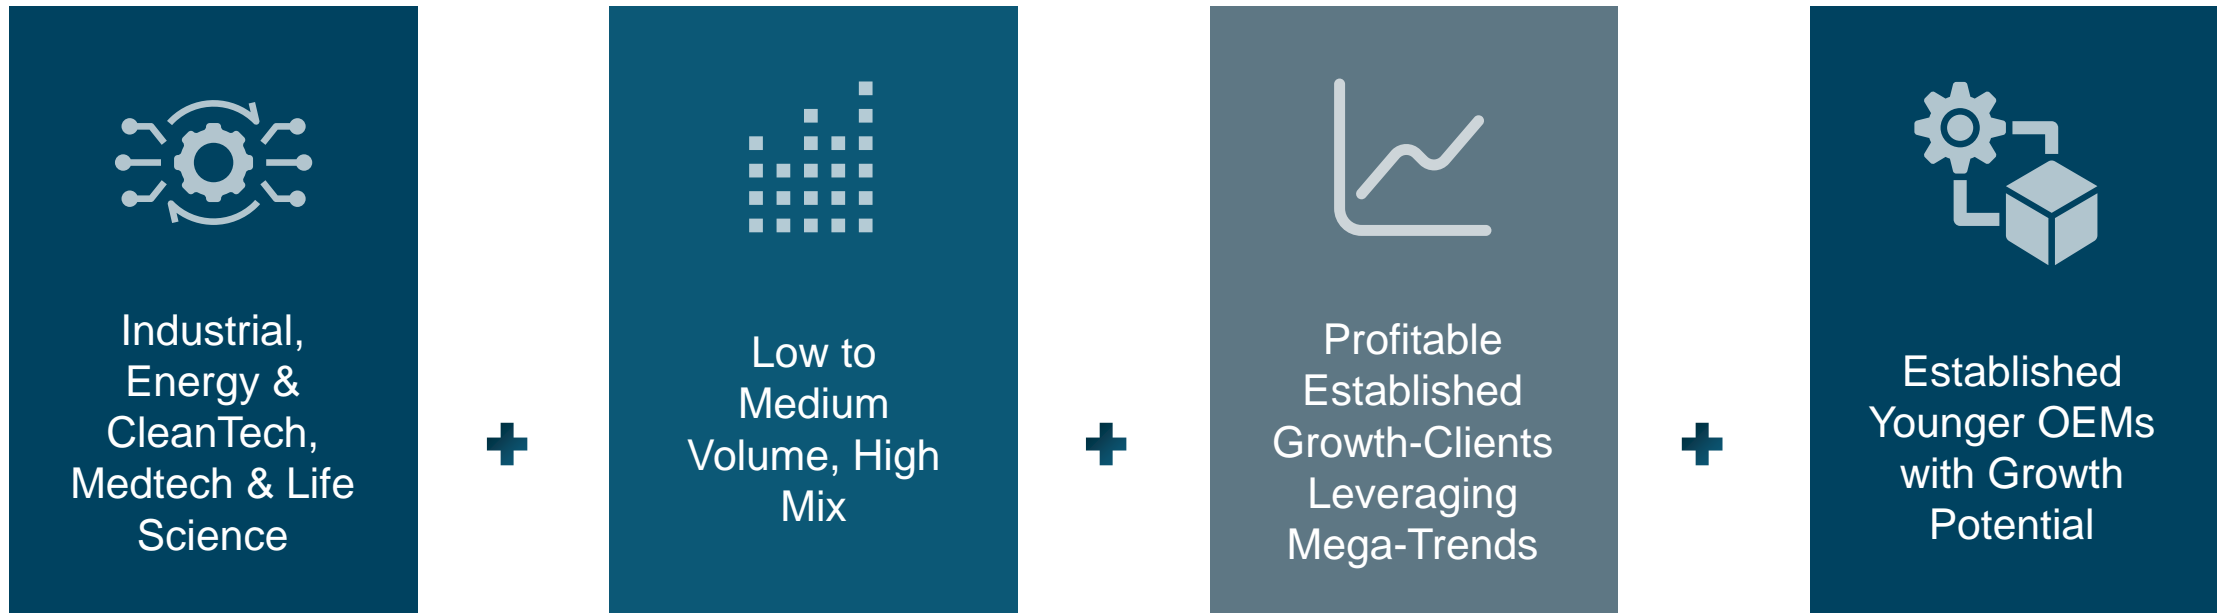 Industrial,
Energy &
CleanTech,
Medtech & Life
Science
Low to
Medium
Volume, High
Mix
Profitable
Established
Growth-Clients
Leveraging
Mega-Trends
Established
Younger OEMs
with Growth
Potential